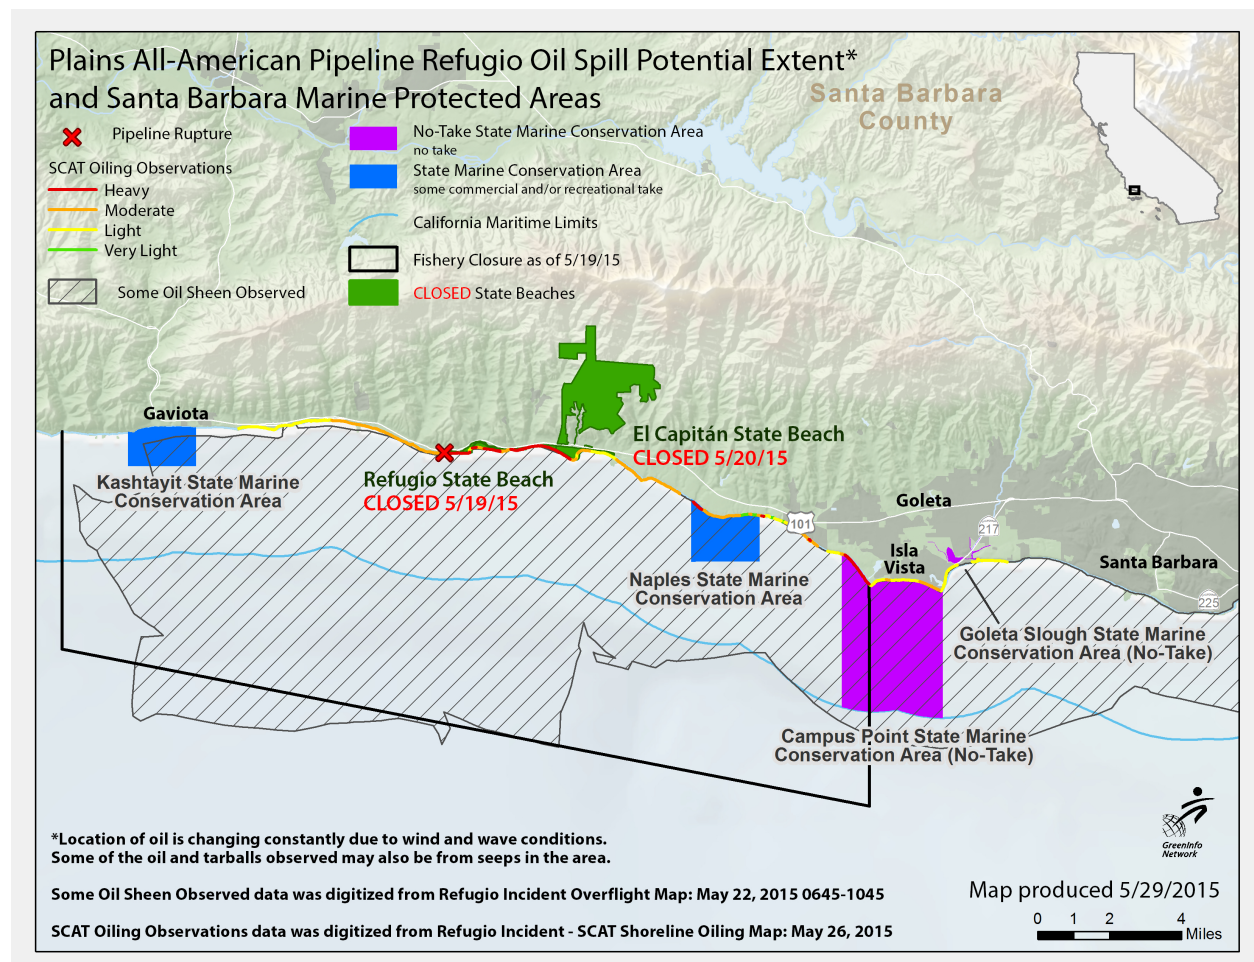 Plains All-American Pipeline Refugio Oil Spill Potential Extent*
and Santa Barbara Marine Protected Areas
Santa Barbara
County
Pipeline Rupture
SCAT Oiling Observations
Heavy
Moderate
Light
Very Light
Some Oil Sheen Observed
No-Take State Marine Conservation Area
no take
State Marine Conservation Area
some commercial and/or recreational take
California Maritime Limits
Fishery Closure as of 5/19/15
CLOSED State Beaches
Gaviota
Kashtayit State Marine
Conservation Area
Refugio State Beach
CLOSED 5/19/15
El Capitán State Beach
CLOSED 5/20/15
Goleta
101
217
Isla
Vista
Santa Barbara
225
Naples State Marine
Conservation Area
Goleta Slough State Marine
Conservation Area (No-Take)
Campus Point State Marine
Conservation Area (No-Take)
*Location of oil is changing constantly due to wind and wave conditions.
Some of the oil and tarballs observed may also be from seeps in the area.
Some Oil Sheen Observed data was digitized from Refugio Incident Overflight Map: May 22, 2015 0645-1045
SCAT Oiling Observations data was digitized from Refugio Incident - SCAT Shoreline Oiling Map: May 26, 2015
GreenInfo
Network
Map produced 5/29/2015
0 1 2 4
Miles